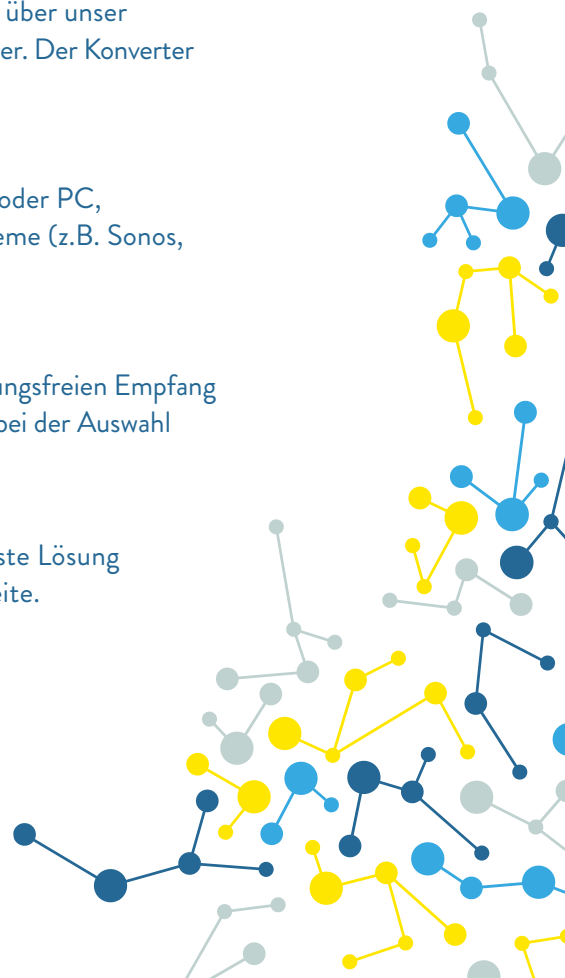 über unser
er. Der Konverter
oder PC,
eme (z.B. Sonos,
ungsfreien Empfang
bei der Auswahl
ste Lösung
eite.